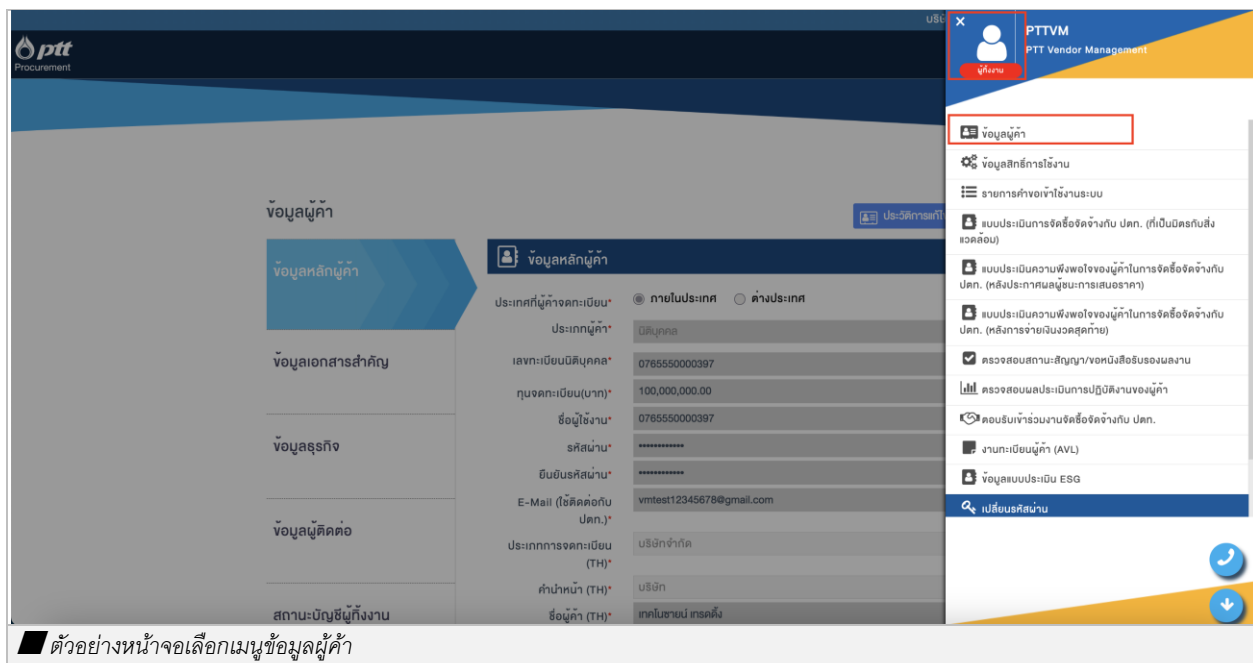 บริษั
ptt
Procurement
×
PTTVM
PTT Vendor Management
ผู้ทิ้งงาน
ข้อมูลผู้ค้า
ประวัติการแก้ไ
ข้อมูลหลักผู้ค้า
ข้อมูลเอกสารสำคัญ
ข้อมูลธุรกิจ
ข้อมูลผู้ติดต่อ
สถานะบัญชีผู้ทิ้งงาน
ข้อมูลหลักผู้ค้า
ประเทศที่ผู้ค้าจดทะเบียน* ภายในประเทศ ต่างประเทศ
ประเภทผู้ค้า* นิติบุคคล
เลขทะเบียนนิติบุคคล* 0765550000397
ทุนจดทะเบียน(บาท)* 100,000,000.00
ชื่อผู้ใช้งาน* 0765550000397
รหัสผ่าน* ••••••••••••
ยืนยันรหัสผ่าน* ••••••••••••
E-Mail (ใช้ติดต่อกับ vmtest12345678@gmail.com
ปตท.)*
ประเภทการจดทะเบียน บริษัทจำกัด
(TH)*
คำนำหน้า (TH)* บริษัท
ชื่อผู้ค้า (TH)* เทคโนซายน์ เทรดดิ้ง
ข้อมูลผู้ค้า
ข้อมูลสิทธิ์การใช้งาน
รายการคำขอเข้าใช้งานระบบ
แบบประเมินการจัดซื้อจัดจ้างกับ ปตท. (ที่เป็นมิตรกับสิ่ง
แวดล้อม)
แบบประเมินความพึงพอใจของผู้ค้าในการจัดซื้อจัดจ้างกับ
ปตท. (หลังประกาศผลผู้ชนะการเสนอราคา)
แบบประเมินความพึงพอใจของผู้ค้าในการจัดซื้อจัดจ้างกับ
ปตท. (หลังการจ่ายเงินงวดสุดท้าย)
ตรวจสอบสถานะสัญญา/ขอหนังสือรับรองผลงาน
ตรวจสอบผลประเมินการปฏิบัติงานของผู้ค้า
ตอบรับเข้าร่วมงานจัดซื้อจัดจ้างกับ ปตท.
งานทะเบียนผู้ค้า (AVL)
ข้อมูลแบบประเมิน ESG
เปลี่ยนรหัสผ่าน
ตัวอย่างหน้าจอเลือกเมนูข้อมูลผู้ค้า